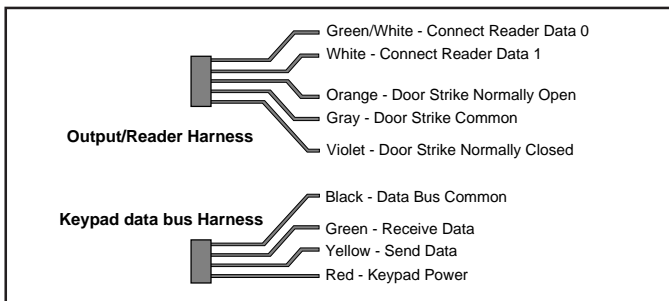 Green/White - Connect Reader Data 0
White - Connect Reader Data 1
Orange - Door Strike Normally Open
Gray - Door Strike Common
Output/Reader Harness
Violet - Door Strike Normally Closed
Black - Data Bus Common
Keypad data bus Harness
Green - Receive Data
Yellow - Send Data
Red - Keypad Power